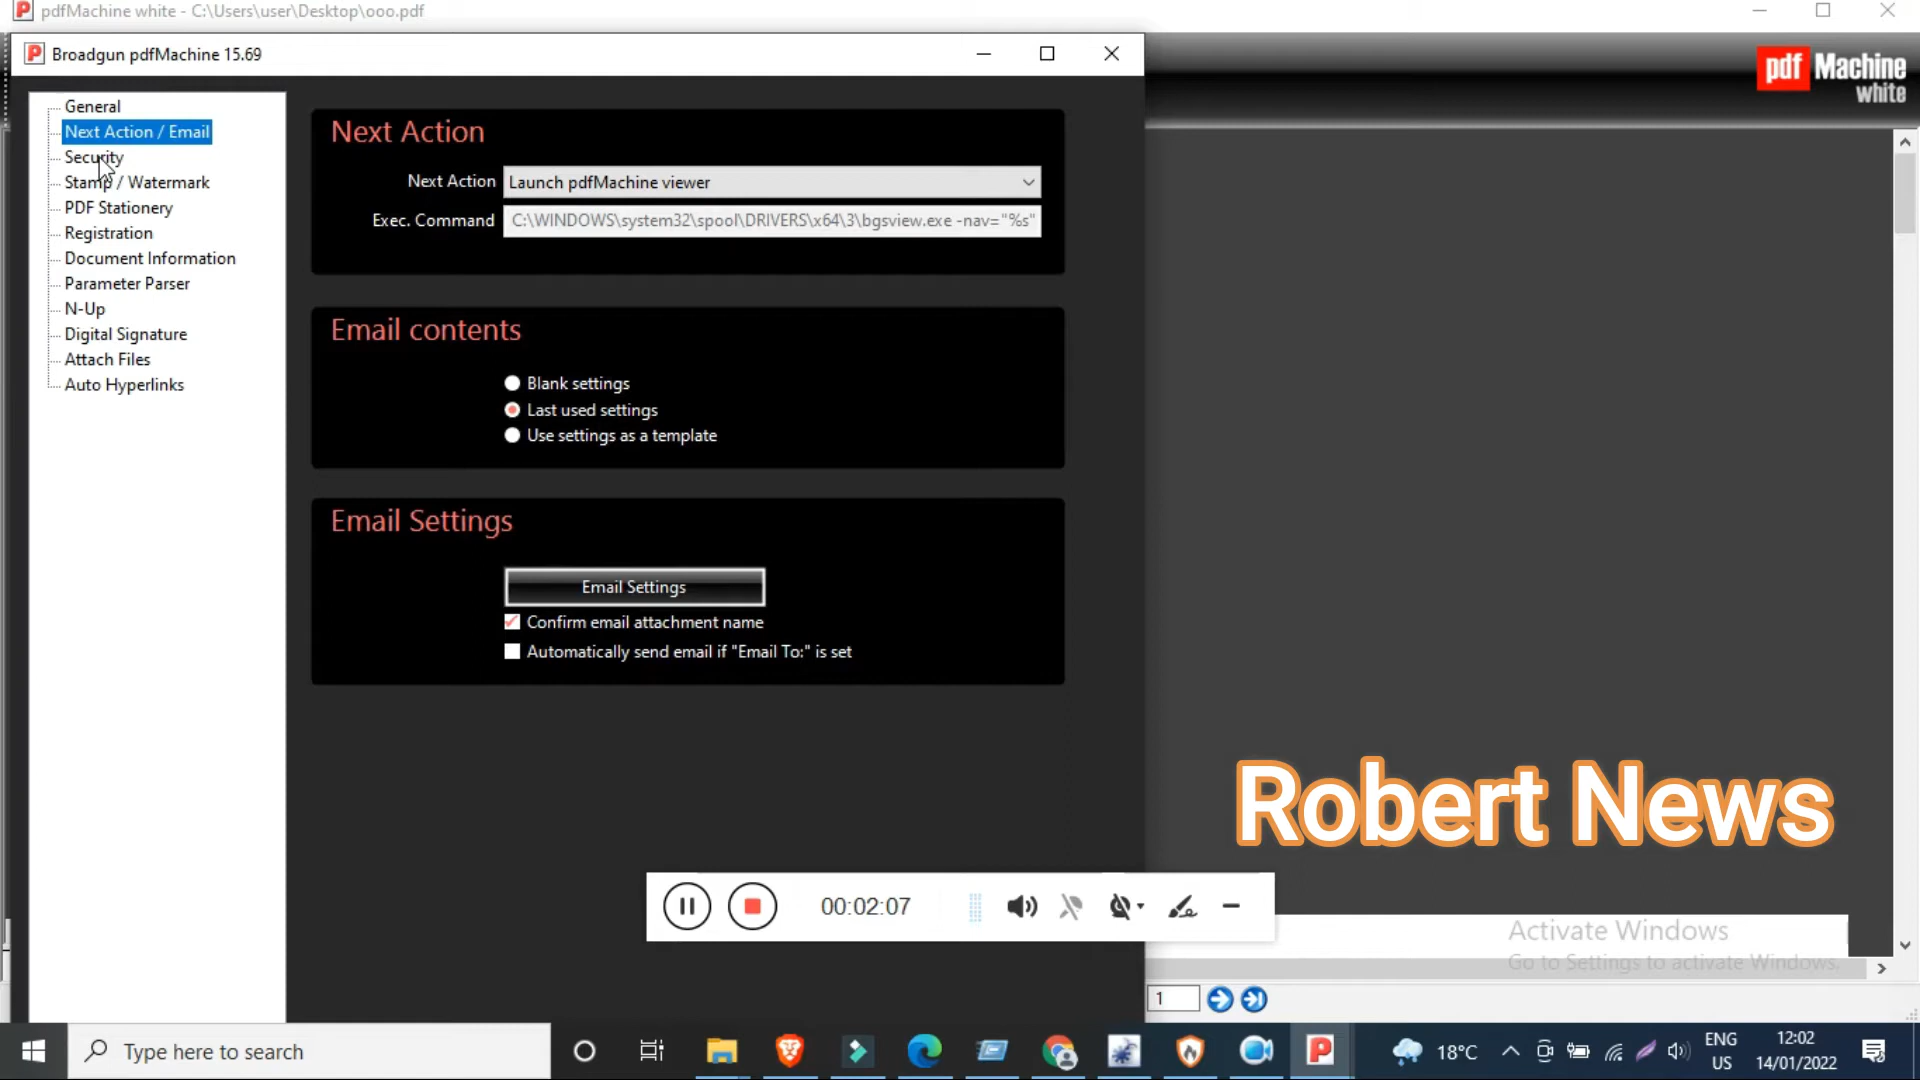 pdfMachine white - C:\Users\user\Desktop\ooo.pdf
Broadgun pdfMachine 15.69
pdf Machine
white
General
Next Action / Email
Security
Stamp / Watermark
PDF Stationery
Registration
Document Information
Parameter Parser
N-Up
Digital Signature
Attach Files
Auto Hyperlinks
Next Action
Next Action Launch pdfMachine viewer
Exec. Command C:\WINDOWS\system32\spool\DRIVERS\x64\3\bgsview.exe -nav="%s"
Email contents
Blank settings
Last used settings
Use settings as a template
Email Settings
Email Settings
Confirm email attachment name
Automatically send email if "Email To:" is set
Robert News
00:02:07
Activate Windows
Go to Settings to activate Windows.
1
Type here to search
18°C
ENG
US
12:02
14/01/2022